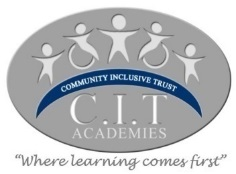 COMMUNITY INCLUSIVE TRUST
C.I.T
ACADEMIES
"Where learning comes first"